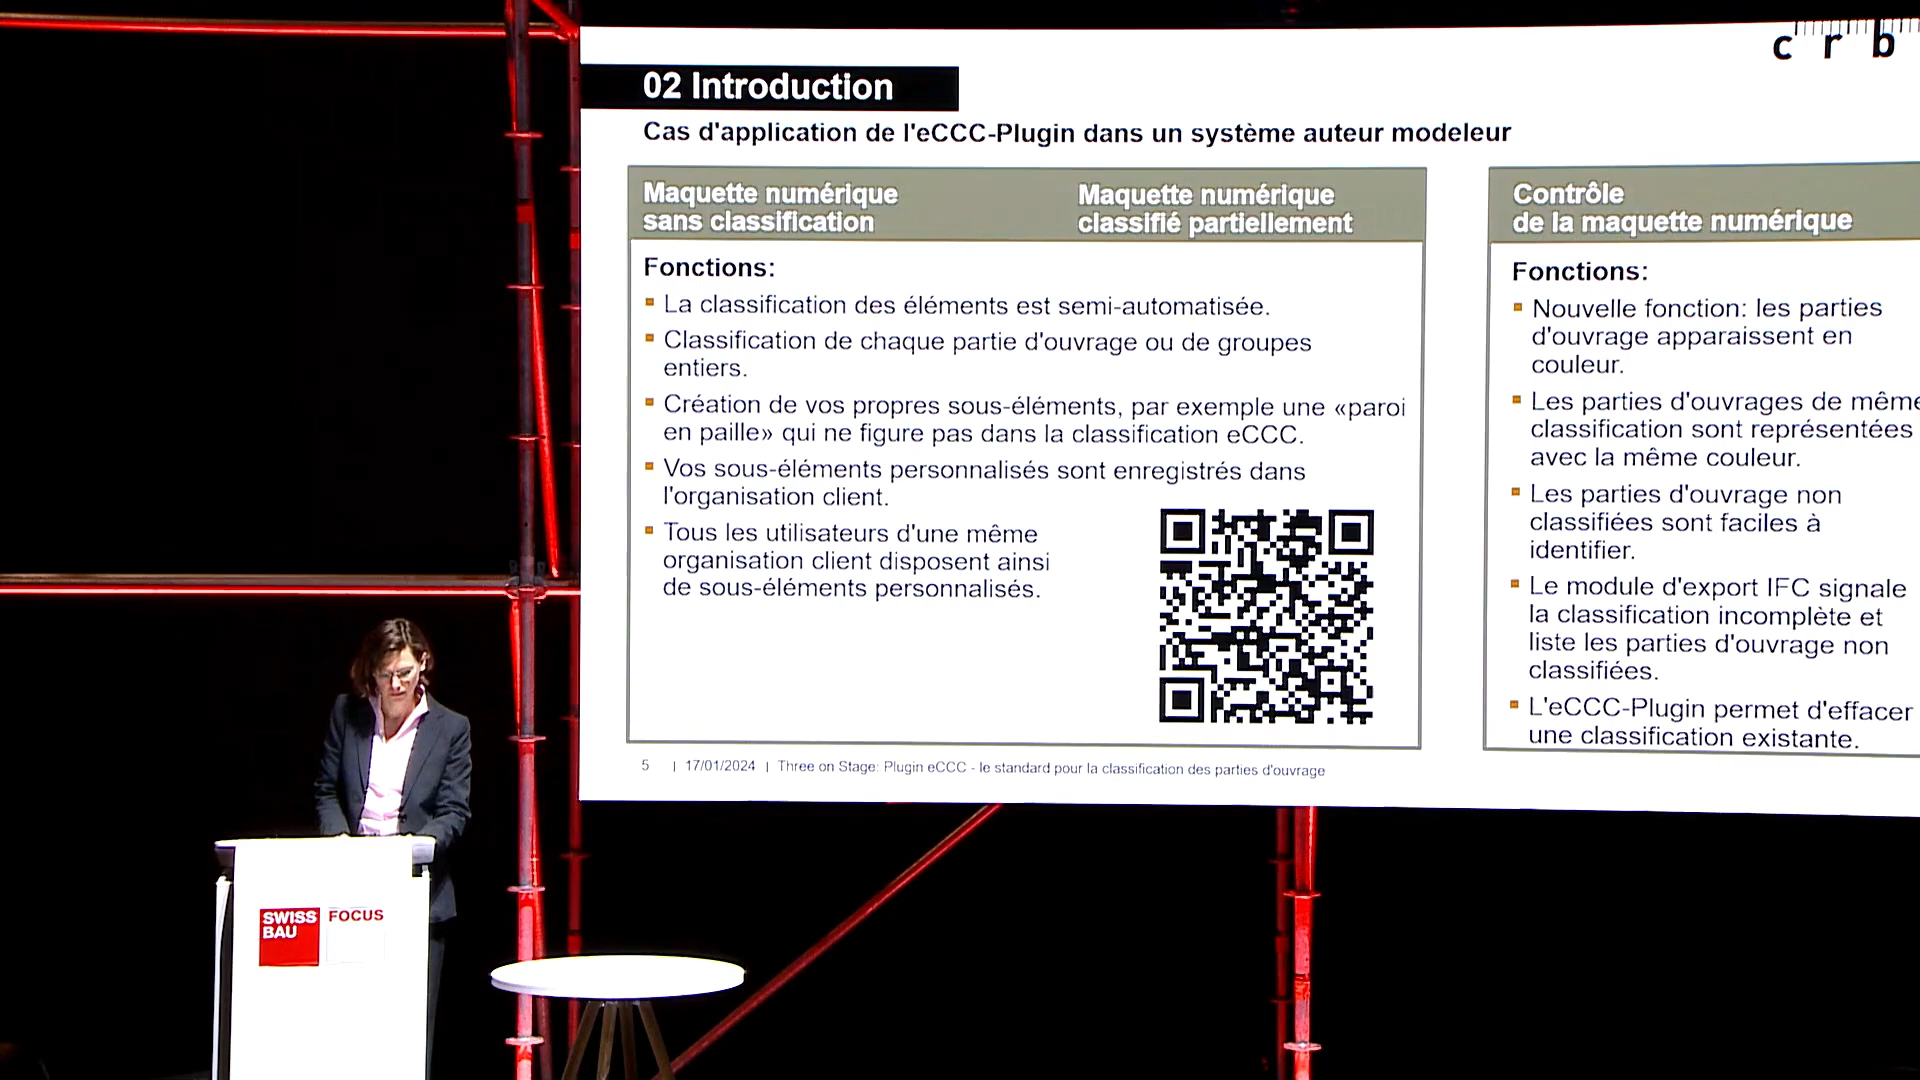 c r b
02 Introduction
Cas d'application de l'eCCC-Plugin dans un système auteur modeleur
Maquette numérique
sans classification
Maquette numérique
classifié partiellement
Fonctions:
La classification des éléments est semi-automatisée.
Classification de chaque partie d'ouvrage ou de groupes
entiers.
Création de vos propres sous-éléments, par exemple une «paroi
en paille» qui ne figure pas dans la classification eCCC.
Vos sous-éléments personnalisés sont enregistrés dans
l'organisation client.
Tous les utilisateurs d'une même
organisation client disposent ainsi
de sous-éléments personnalisés.
Contrôle
de la maquette numérique
Fonctions:
Nouvelle fonction: les parties
d'ouvrage apparaissent en
couleur.
Les parties d'ouvrages de même
classification sont représentées
avec la même couleur.
Les parties d'ouvrage non
classifiées sont faciles à
identifier.
Le module d'export IFC signale
la classification incomplète et
liste les parties d'ouvrage non
classifiées.
L'eCCC-Plugin permet d'effacer
une classification existante.
5 | 17/01/2024 | Three on Stage: Plugin eCCC - le standard pour la classification des parties d'ouvrage
SWISS
BAU
FOCUS